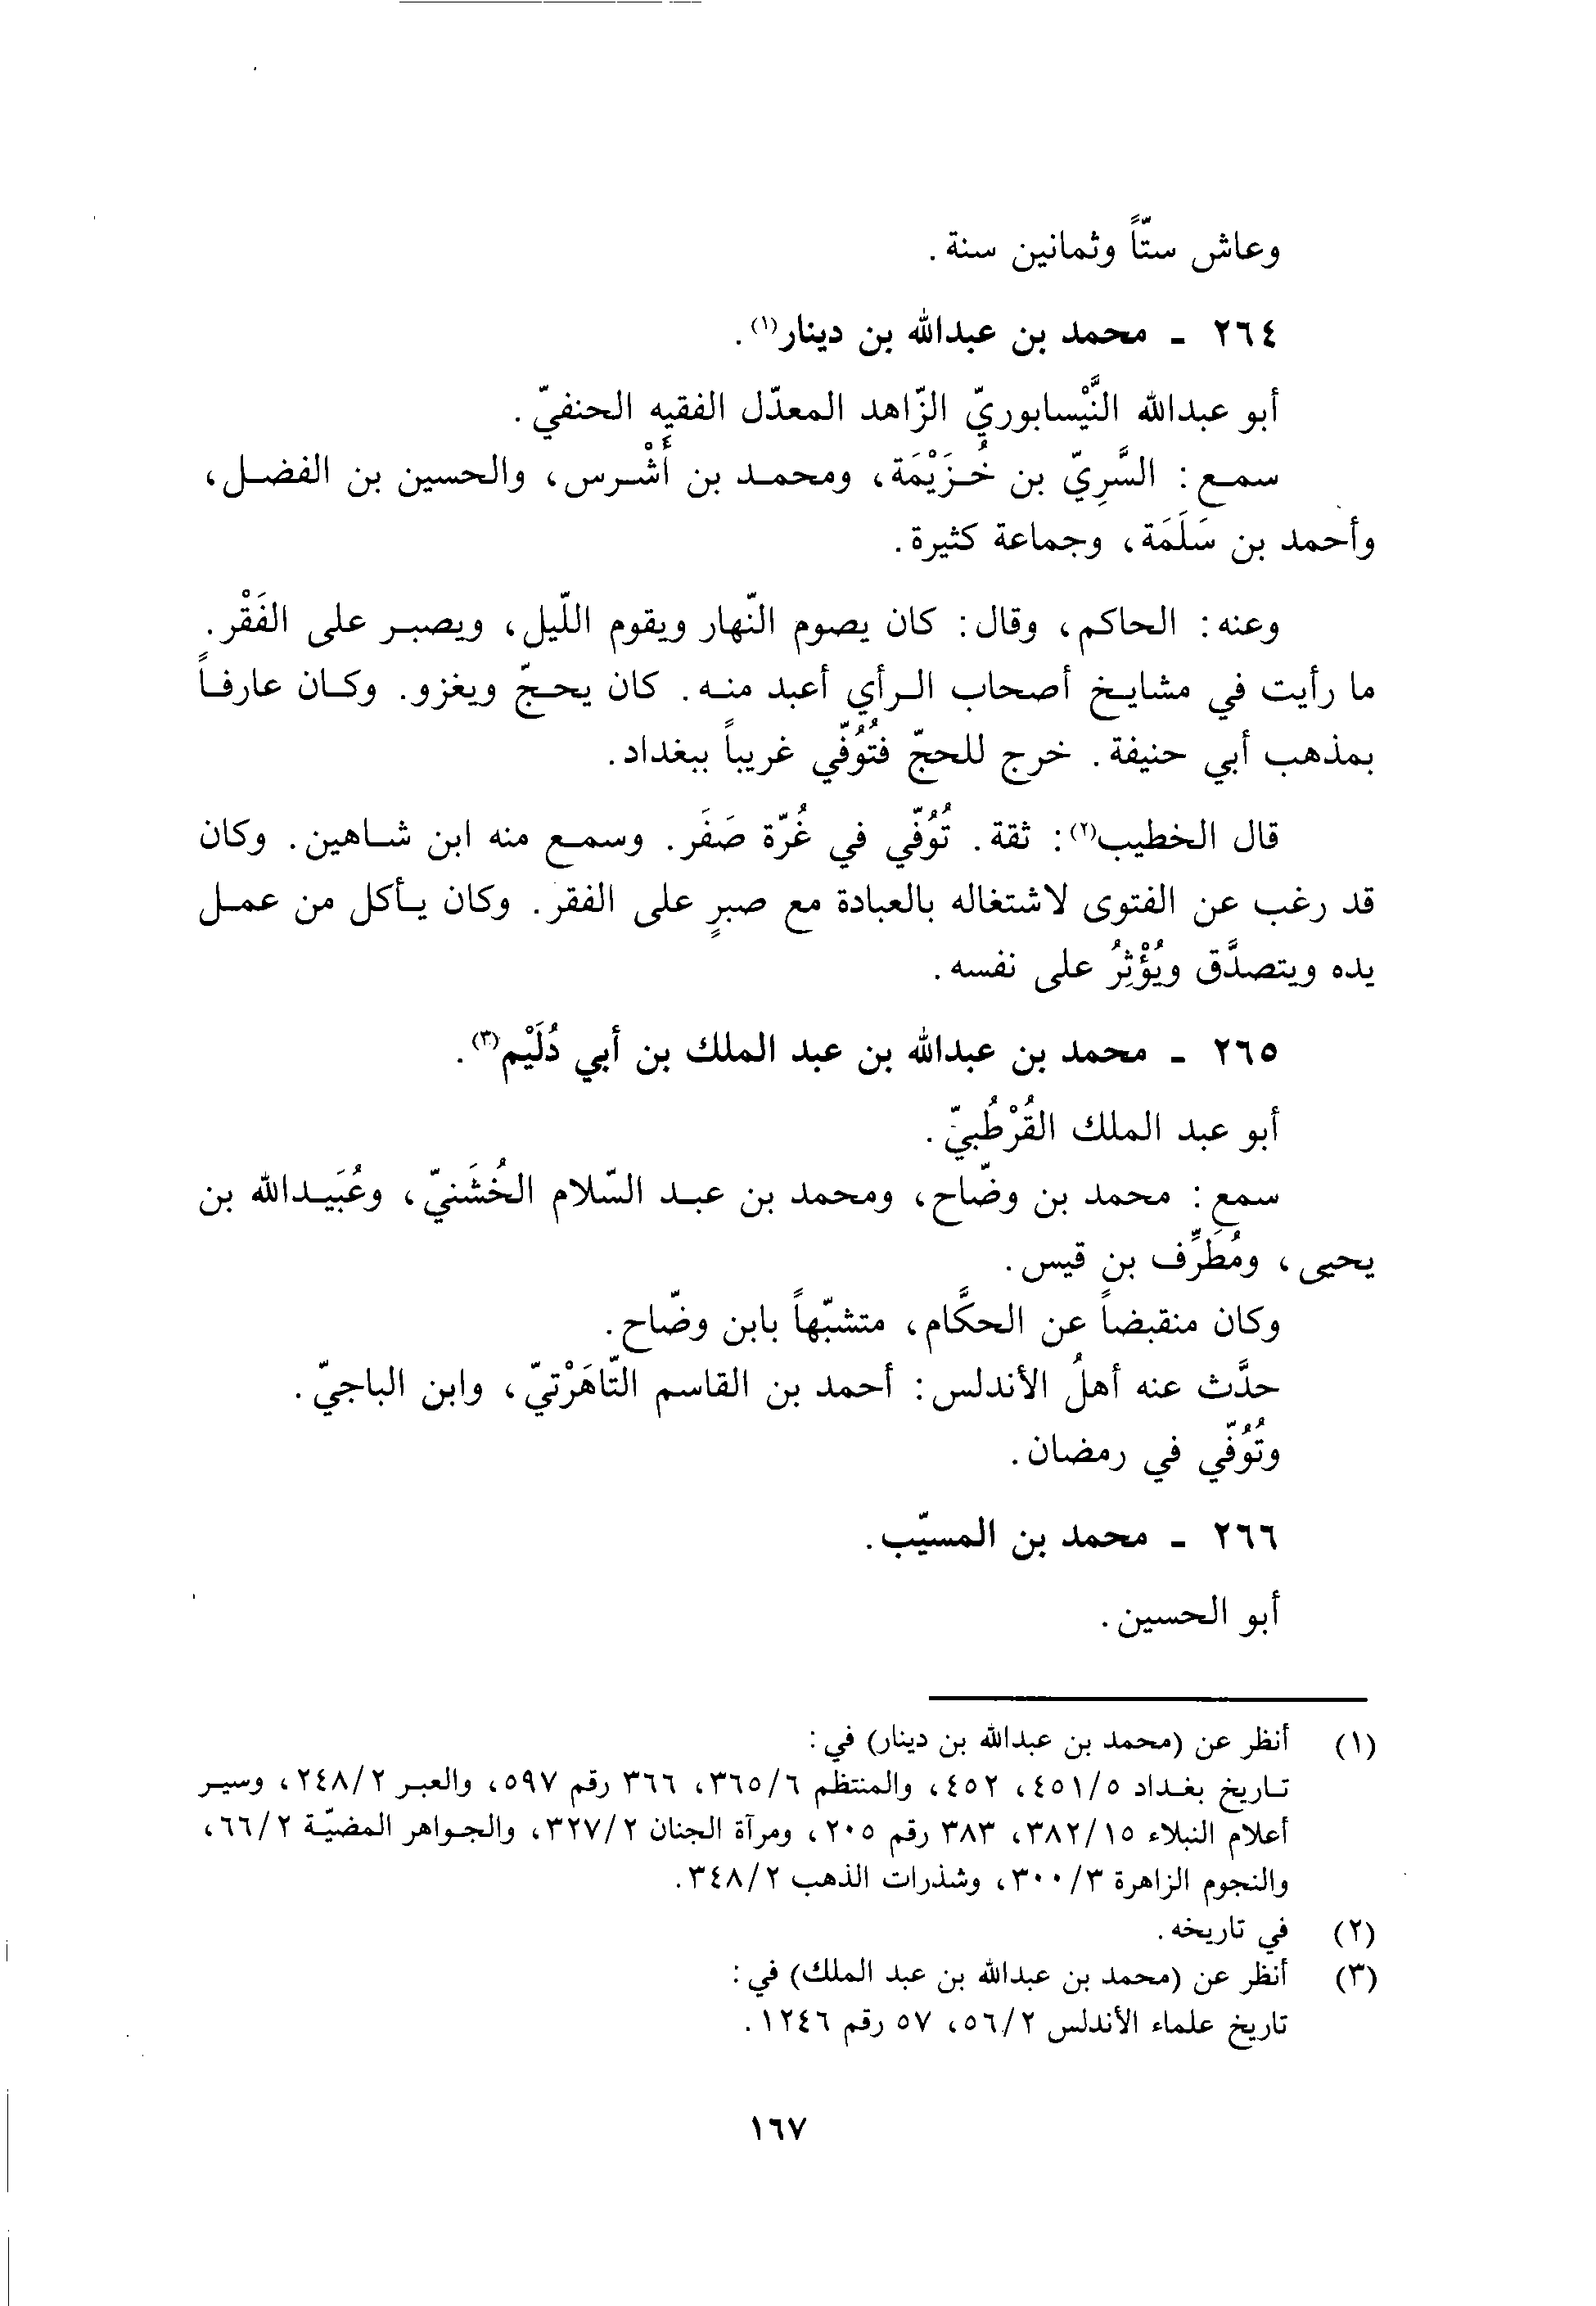 وعاش ستّاً وثمانين سنة.
٢٦٤ ـ محمد بن عبدالله بن دينار(١).
أبو عبدالله النَّيْسابوريّ الزّاهد المعدّل الفقيه الحنفيّ.
سمع: السَّرِيّ بن خُزَيْمَة، ومحمد بن أَشْرس، والحسين بن الفضل،
وأحمد بن سَلَمَة، وجماعة كثيرة.
وعنه: الحاكم، وقال: كان يصوم النّهار ويقوم اللّيل، ويصبر على الفَقْر.
ما رأيت في مشايخ أصحاب الرأي أعبد منه. كان يحجّ ويغزو. وكان عارفاً
بمذهب أبي حنيفة. خرج للحجّ فتُوُفّي غريباً ببغداد.
قال الخطيب(٢): ثقة. تُوُفّي في غُرّة صَفَر. وسمع منه ابن شاهين. وكان
قد رغب عن الفتوى لاشتغاله بالعبادة مع صبرٍ على الفقر. وكان يأكل من عمل
يده ويتصدَّق ويُؤْثِرُ على نفسه.
٢٦٥ ـ محمد بن عبدالله بن عبد الملك بن أبي دُلَيْم(٣).
أبو عبد الملك القُرْطُبيّ.
سمع: محمد بن وضّاح، ومحمد بن عبد السّلام الخُشَنيّ، وعُبَيدالله بن
يحيى، ومُطَرِّف بن قيس.
وكان منقبضاً عن الحكَّام، متشبّهاً بابن وضّاح.
حدَّث عنه أهلُ الأندلس: أحمد بن القاسم التّاهَرْتيّ، وابن الباجيّ.
وتُوُفّي في رمضان.
٢٦٦ ـ محمد بن المسيّب.
أبو الحسين.
(١) أنظر عن (محمد بن عبدالله بن دينار) في:
تاريخ بغداد ٤٥١/٥، ٤٥٢، والمنتظم ٣٦٥/٦، ٣٦٦ رقم ٥٩٧، والعبر ٢٤٨/٢، وسير
أعلام النبلاء ٣٨٢/١٥، ٣٨٣ رقم ٢٠٥، ومرآة الجنان ٣٢٧/٢، والجواهر المضيّة ٦٦/٢،
والنجوم الزاهرة ٣٠٠/٣، وشذرات الذهب ٣٤٨/٢.
(٢) في تاريخه.
(٣) أنظر عن (محمد بن عبدالله بن عبد الملك) في:
تاريخ علماء الأندلس ٥٦/٢، ٥٧ رقم ١٢٤٦.
١٦٧